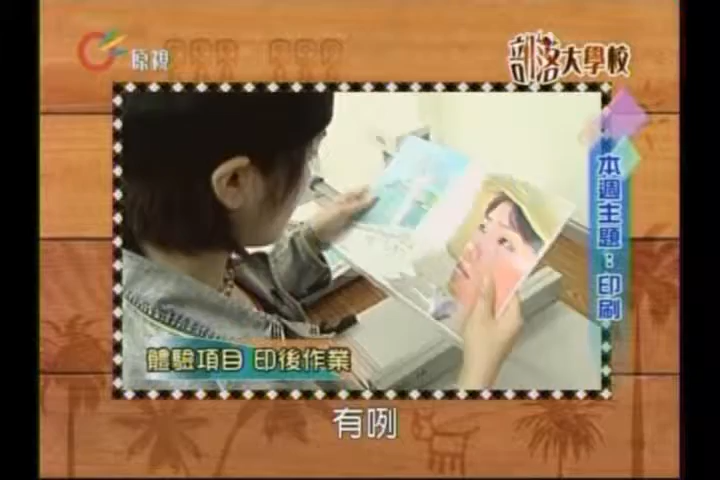 原視
部落大學校
本週主題：印刷
體驗項目 印後作業
有咧